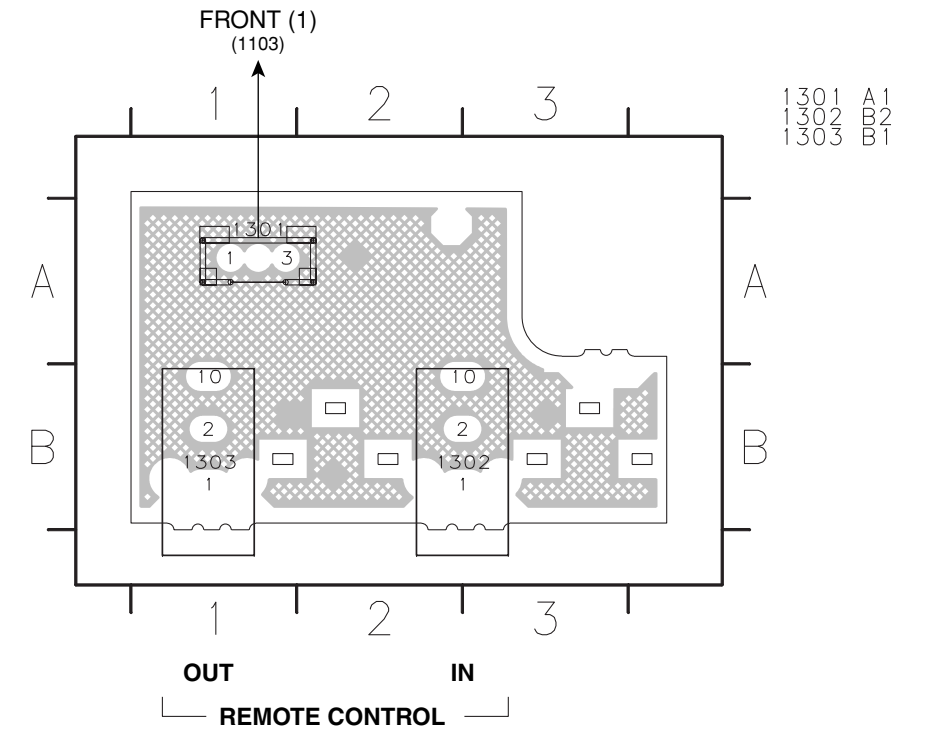 FRONT (1)
(1103)
1 2 3
1301 A1
1302 B2
1303 B1
1301
1 3
A A
10 10
2 2
B B
1303 1302
1 1
1 2 3
OUT IN
REMOTE CONTROL